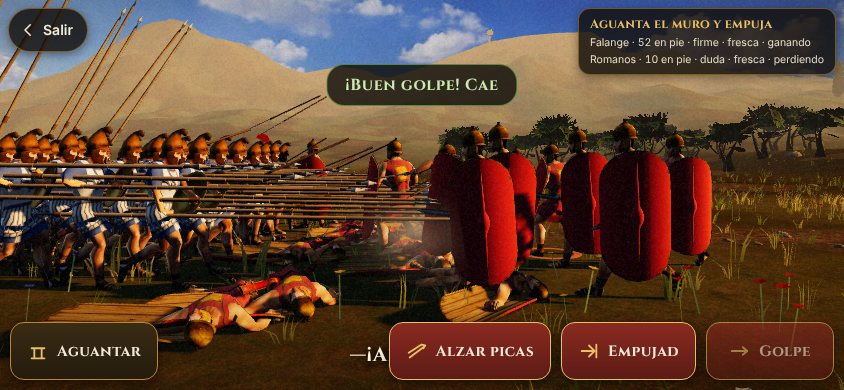 Salir
AGUANTA EL MURO Y EMPUJA
Falange · 52 en pie · firme · fresca · ganando
Romanos · 10 en pie · duda · fresca · perdiendo
¡BUEN GOLPE! CAE
AGUANTAR
—¡A
ALZAR PICAS
EMPUJAD
GOLPE